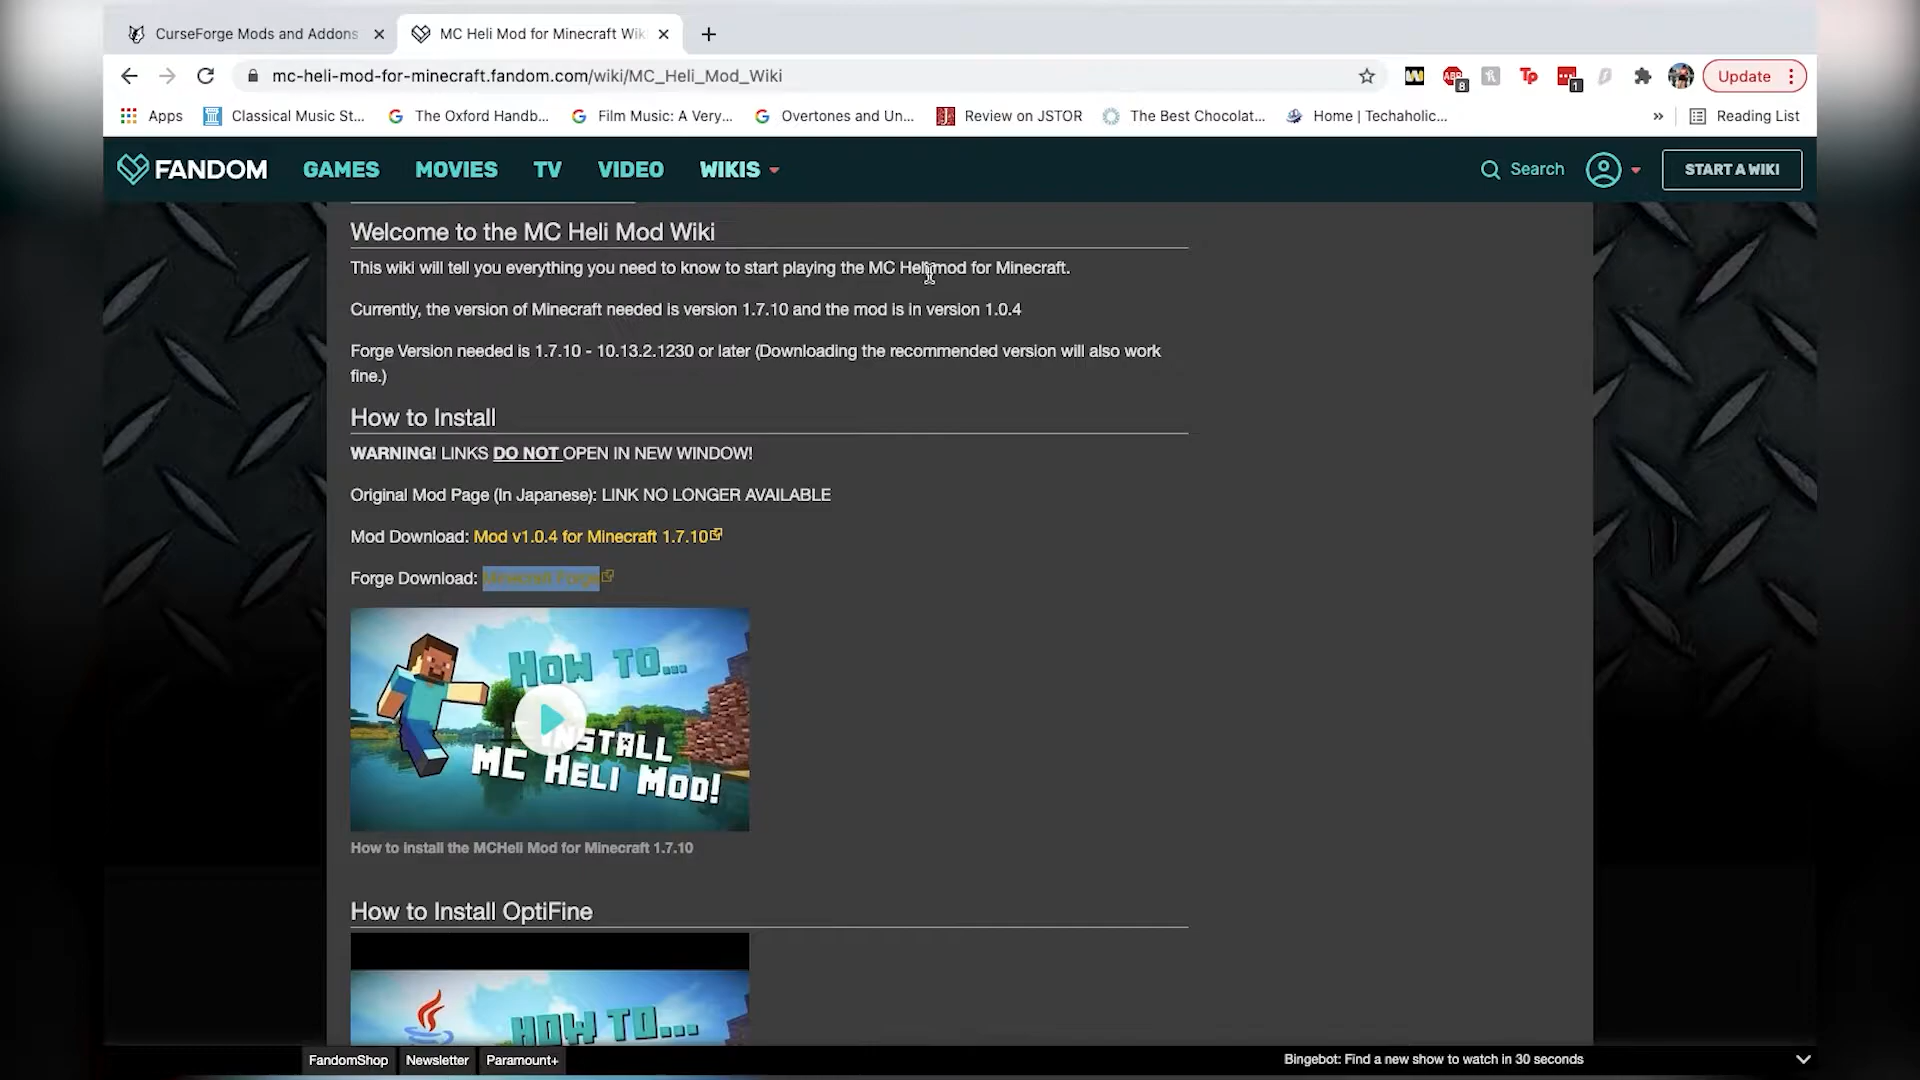 CurseForge Mods and Addons
MC Heli Mod for Minecraft Wik
mc-heli-mod-for-minecraft.fandom.com/wiki/MC_Heli_Mod_Wiki
ABP
8
Tp
1
Update
Apps
Classical Music St...
The Oxford Handb...
Film Music: A Very...
Overtones and Un...
Review on JSTOR
The Best Chocolat...
Home | Techaholic...
»
Reading List
FANDOM
GAMES
MOVIES
TV
VIDEO
WIKIS
Search
START A WIKI
Welcome to the MC Heli Mod Wiki
This wiki will tell you everything you need to know to start playing the MC Heli mod for Minecraft.
Currently, the version of Minecraft needed is version 1.7.10 and the mod is in version 1.0.4
Forge Version needed is 1.7.10 - 10.13.2.1230 or later (Downloading the recommended version will also work
fine.)
How to Install
WARNING! LINKS DO NOT OPEN IN NEW WINDOW!
Original Mod Page (In Japanese): LINK NO LONGER AVAILABLE
Mod Download: Mod v1.0.4 for Minecraft 1.7.10
Forge Download: Minecraft Forge
HOW TO...
INSTALL
MC HELI MOD!
How to install the MCHeli Mod for Minecraft 1.7.10
How to Install OptiFine
HOW TO...
FandomShop
Newsletter
Paramount+
Bingebot: Find a new show to watch in 30 seconds